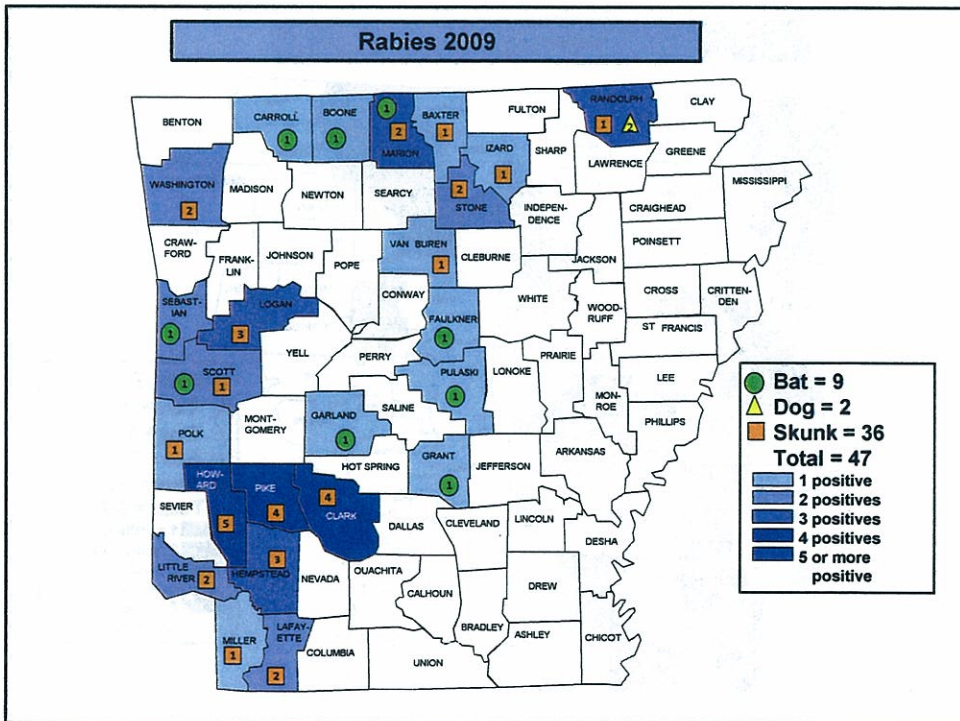 Rabies 2009
BENTON
CARROLL
1
BOONE
1
1
2
MARION
BAXTER
1
FULTON
IZARD
1
SHARP
RANDOLPH
1
2
CLAY
LAWRENCE
GREENE
MISSISSIPPI
WASHINGTON
2
MADISON
NEWTON
SEARCY
2
STONE
INDEPEN-
DENCE
CRAIGHEAD
CRAW-
FORD
FRANK-
LIN
JOHNSON
POPE
VAN BUREN
1
CLEBURNE
JACKSON
POINSETT
CROSS
CRITTEN-
DEN
SEBAST-
IAN
1
LOGAN
3
CONWAY
FAULKNER
1
WHITE
WOOD-
RUFF
ST FRANCIS
1
SCOTT
1
YELL
PERRY
PULASKI
1
LONOKE
PRAIRIE
MON-
ROE
LEE
PHILLIPS
POLK
1
MONT-
GOMERY
GARLAND
1
SALINE
HOT SPRING
GRANT
1
JEFFERSON
ARKANSAS
SEVIER
HOW-
ARD
5
PIKE
4
4
CLARK
DALLAS
CLEVELAND
LINCOLN
DESHA
LITTLE
RIVER
2
3
HEMPSTEAD
NEVADA
OUACHITA
CALHOUN
BRADLEY
DREW
MILLER
1
LAFAY-
ETTE
2
COLUMBIA
UNION
ASHLEY
CHICOT
Bat = 9
Dog = 2
Skunk = 36
Total = 47
1 positive
2 positives
3 positives
4 positives
5 or more
positive